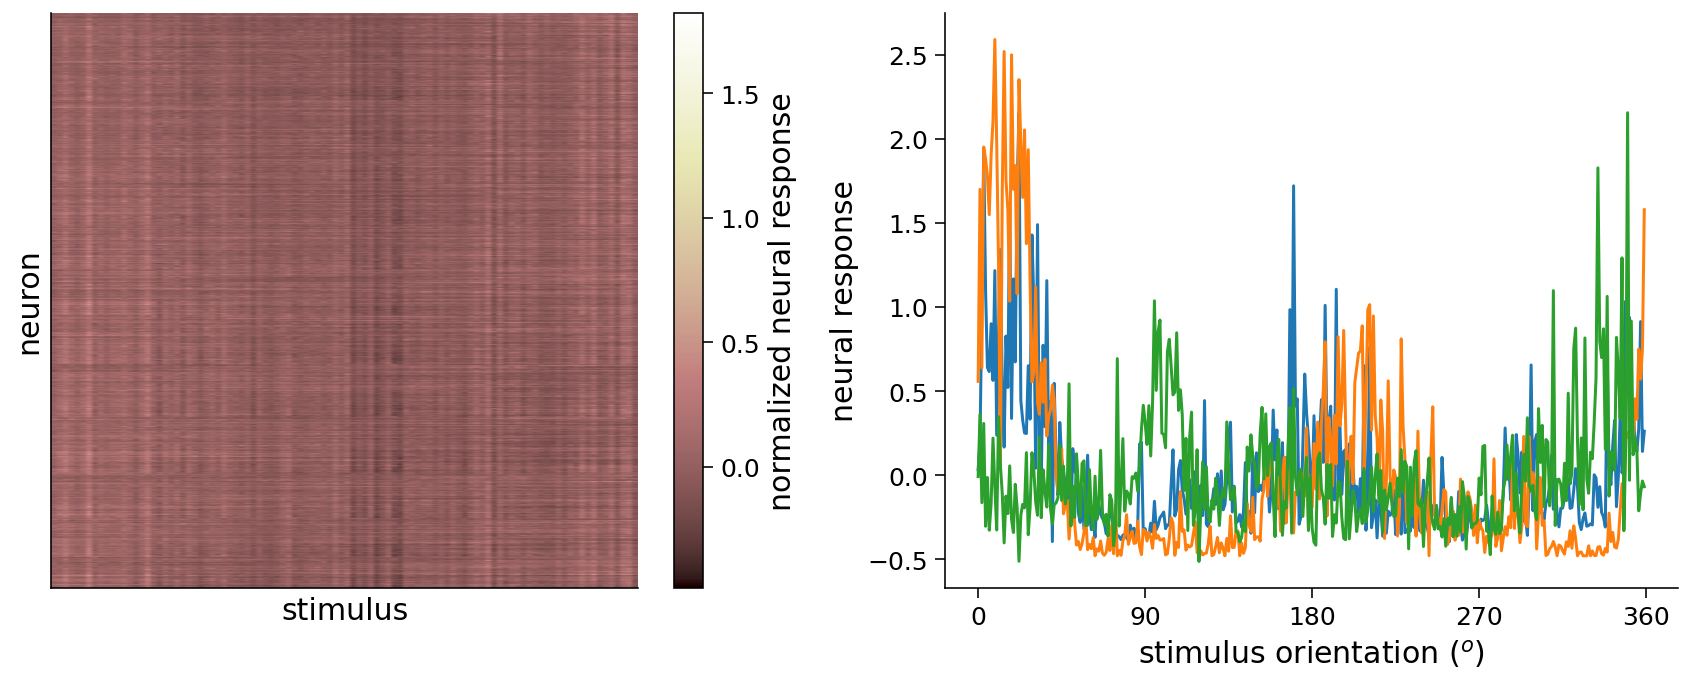 neuron
stimulus
1.5
1.0
0.5
0.0
normalized neural response
neural response
2.5
2.0
1.5
1.0
0.5
0.0
−0.5
0 90 180 270 360
stimulus orientation (º)